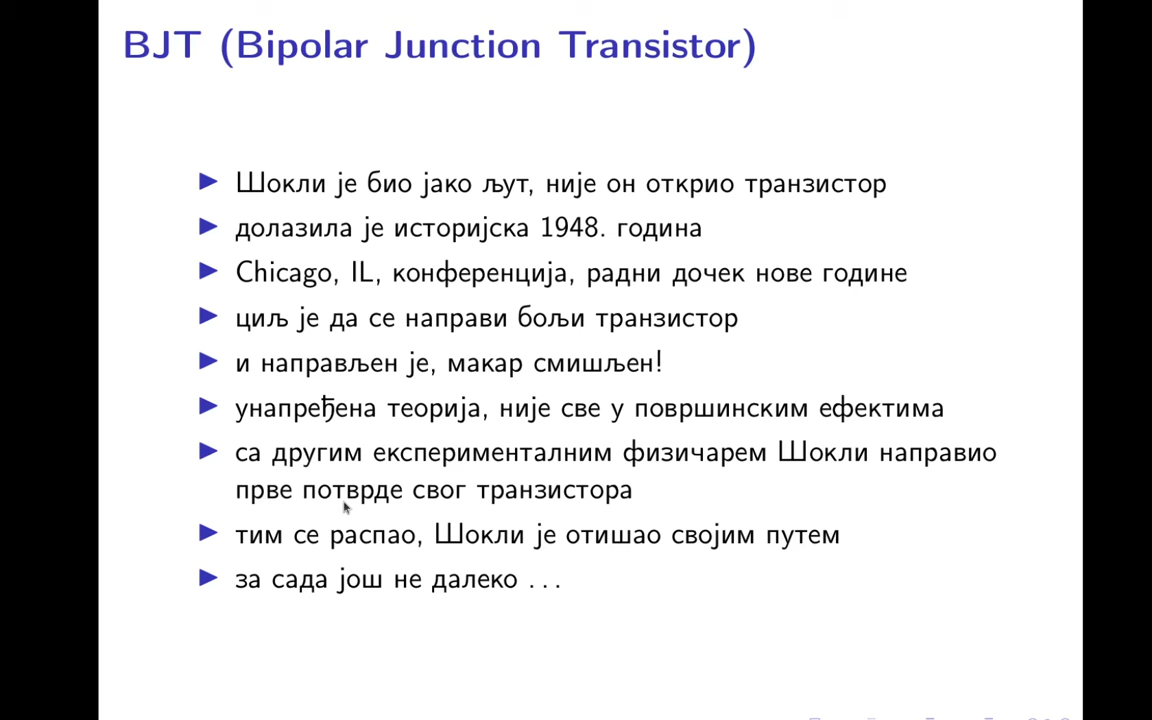 BJT (Bipolar Junction Transistor)
Шокли је био јако љут, није он открио транзистор
долазила је историјска 1948. година
Chicago, IL, конференција, радни дочек нове године
циљ је да се направи бољи транзистор
и направљен је, макар смишљен!
унапређена теорија, није све у површинским ефектима
са другим експерименталним физичарем Шокли направио
прве потврде свог транзистора
тим се распао, Шокли је отишао својим путем
за сада још не далеко ...